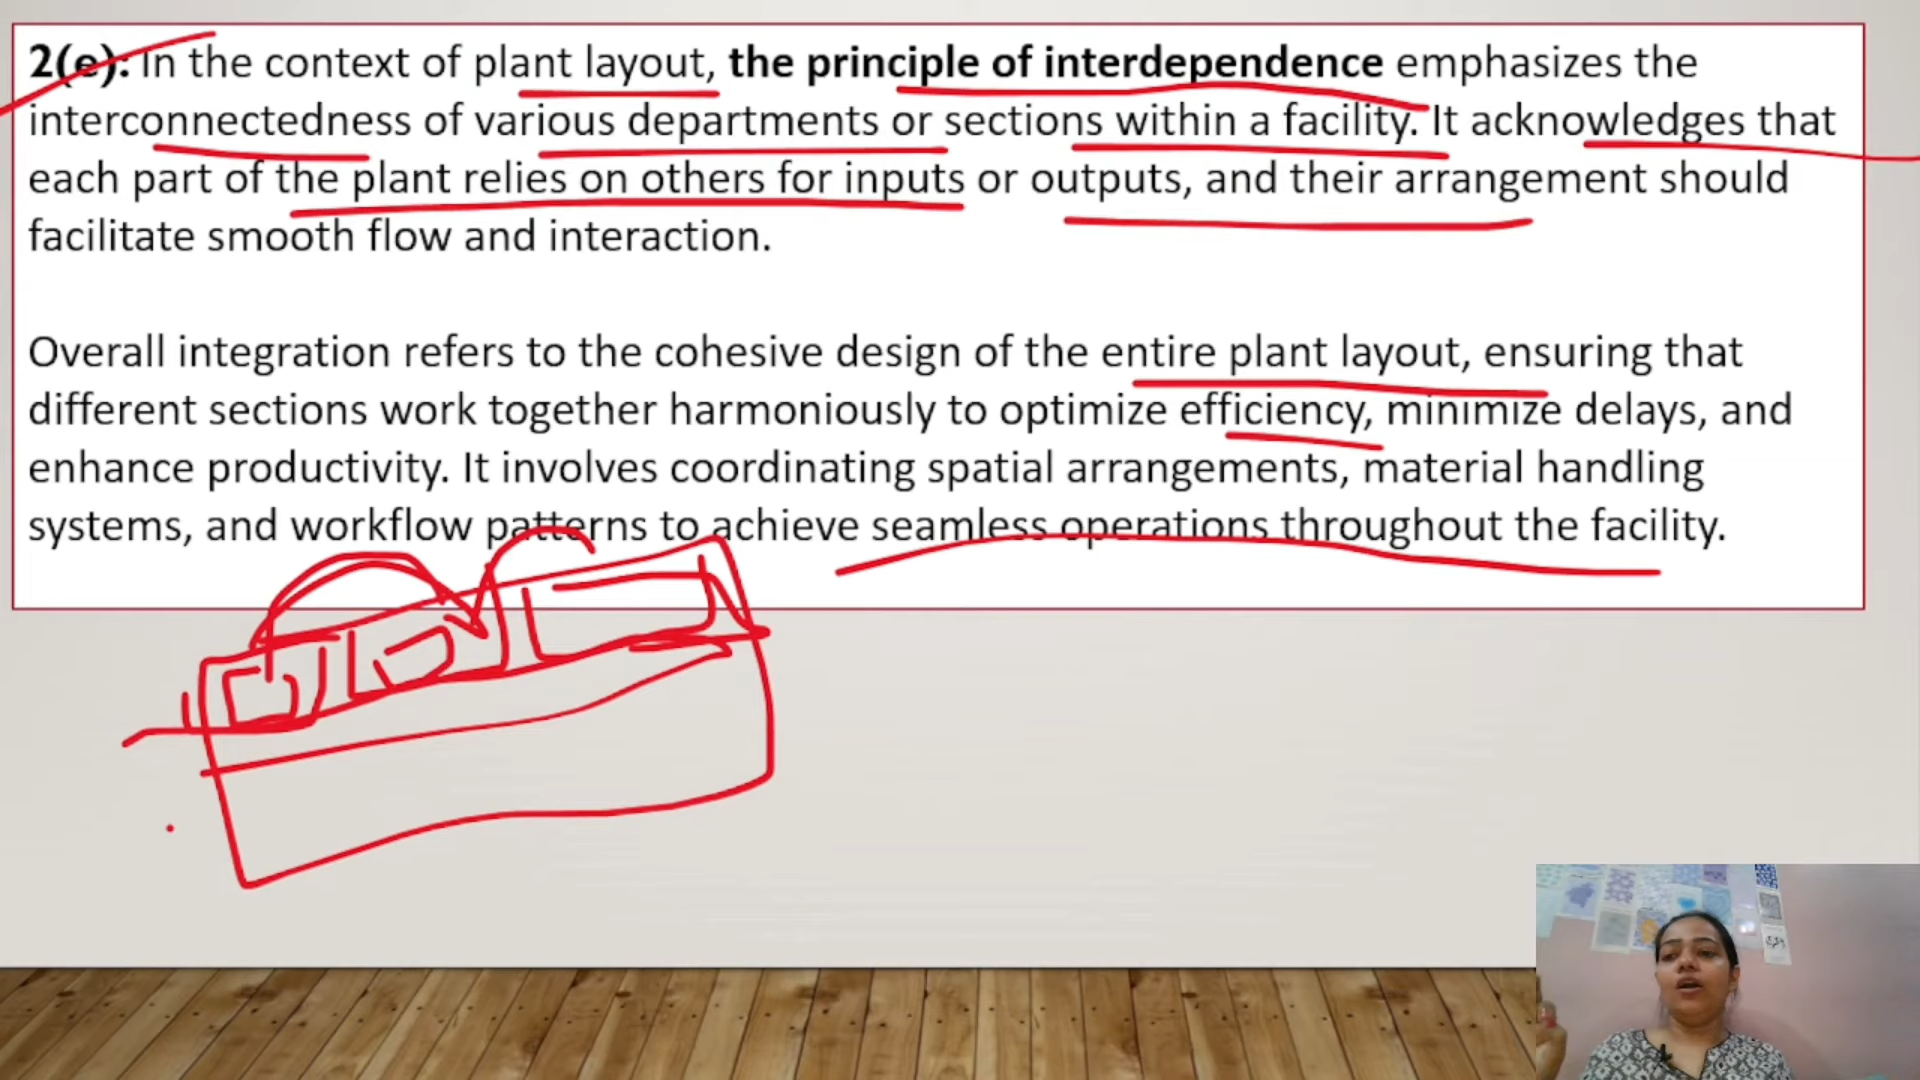 2(e): In the context of plant layout, the principle of interdependence emphasizes the
interconnectedness of various departments or sections within a facility. It acknowledges that
each part of the plant relies on others for inputs or outputs, and their arrangement should
facilitate smooth flow and interaction.
Overall integration refers to the cohesive design of the entire plant layout, ensuring that
different sections work together harmoniously to optimize efficiency, minimize delays, and
enhance productivity. It involves coordinating spatial arrangements, material handling
systems, and workflow patterns to achieve seamless operations throughout the facility.